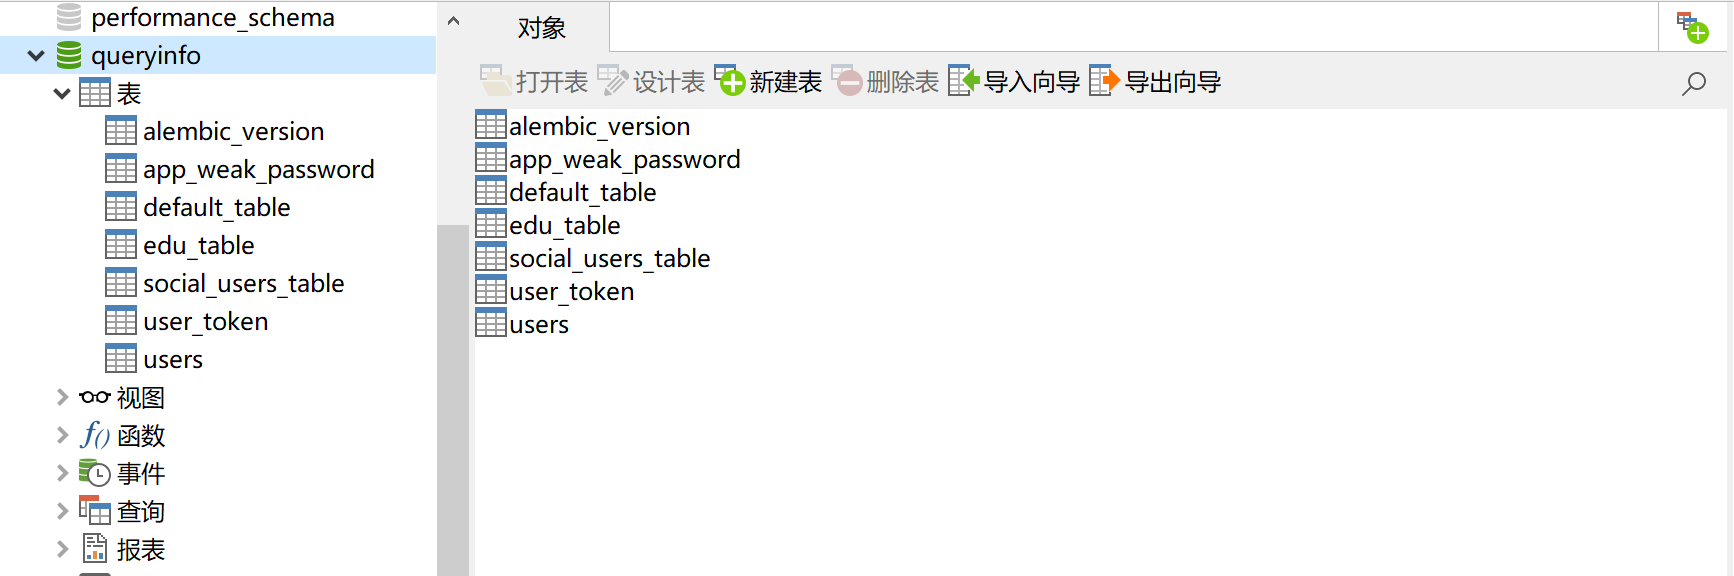 performance_schema
queryinfo
表
alembic_version
app_weak_password
default_table
edu_table
social_users_table
user_token
users
视图
f()
函数
事件
查询
报表
对象
打开表 设计表 新建表 删除表 导入向导 导出向导
alembic_version
app_weak_password
default_table
edu_table
social_users_table
user_token
users